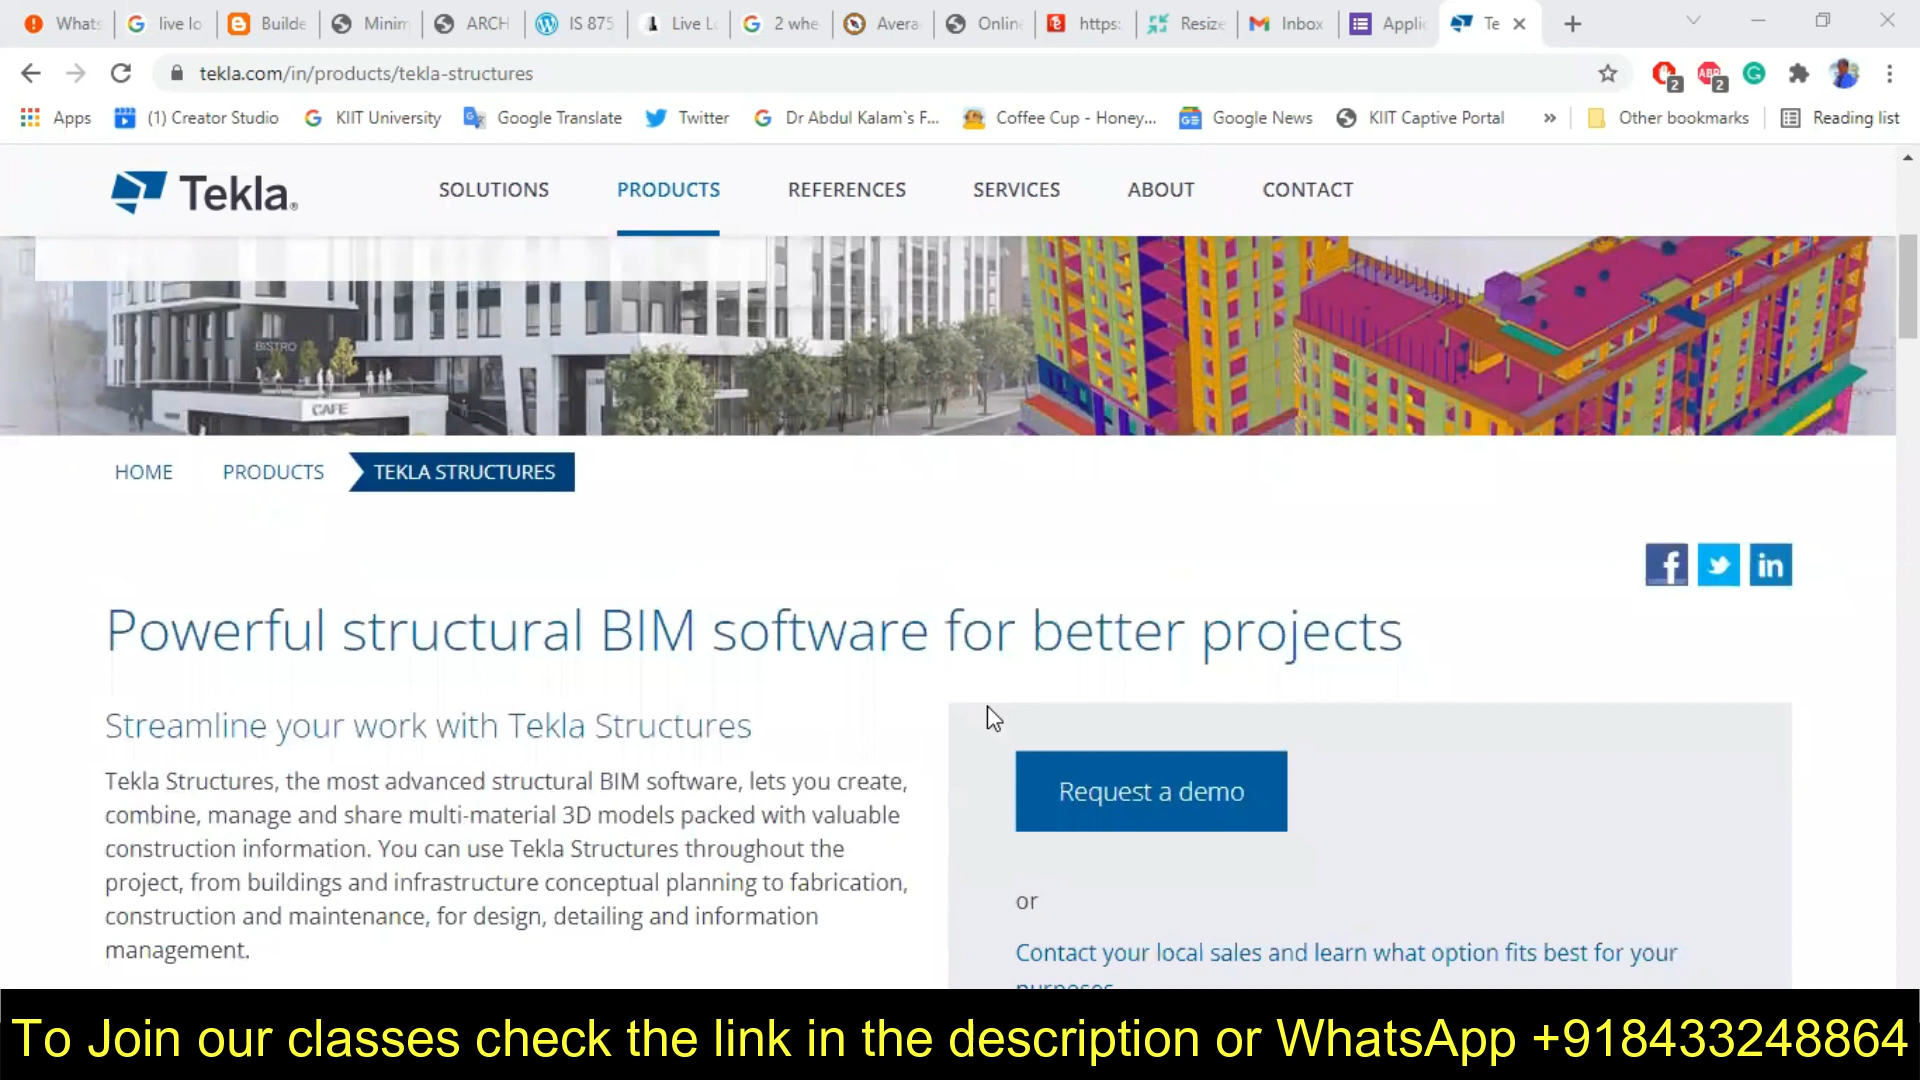 Whats
live lo
Builde
Minim
ARCH
IS 875
Live Lo
2 whe
Avera
Online
https:
Resize
Inbox
Applic
Te
tekla.com/in/products/tekla-structures
2
ABP
2
Apps
(1) Creator Studio
KIIT University
Google Translate
Twitter
Dr Abdul Kalam`s F...
Coffee Cup - Honey...
Google News
KIIT Captive Portal
»
Other bookmarks
Reading list
Tekla®
SOLUTIONS
PRODUCTS
REFERENCES
SERVICES
ABOUT
CONTACT
BISTRO
CAFE
HOME
PRODUCTS
TEKLA STRUCTURES
Powerful structural BIM software for better projects
Streamline your work with Tekla Structures
Tekla Structures, the most advanced structural BIM software, lets you create,
combine, manage and share multi-material 3D models packed with valuable
construction information. You can use Tekla Structures throughout the
project, from buildings and infrastructure conceptual planning to fabrication,
construction and maintenance, for design, detailing and information
management.
Request a demo
or
Contact your local sales and learn what option fits best for your
purposes
To Join our classes check the link in the description or WhatsApp +918433248864